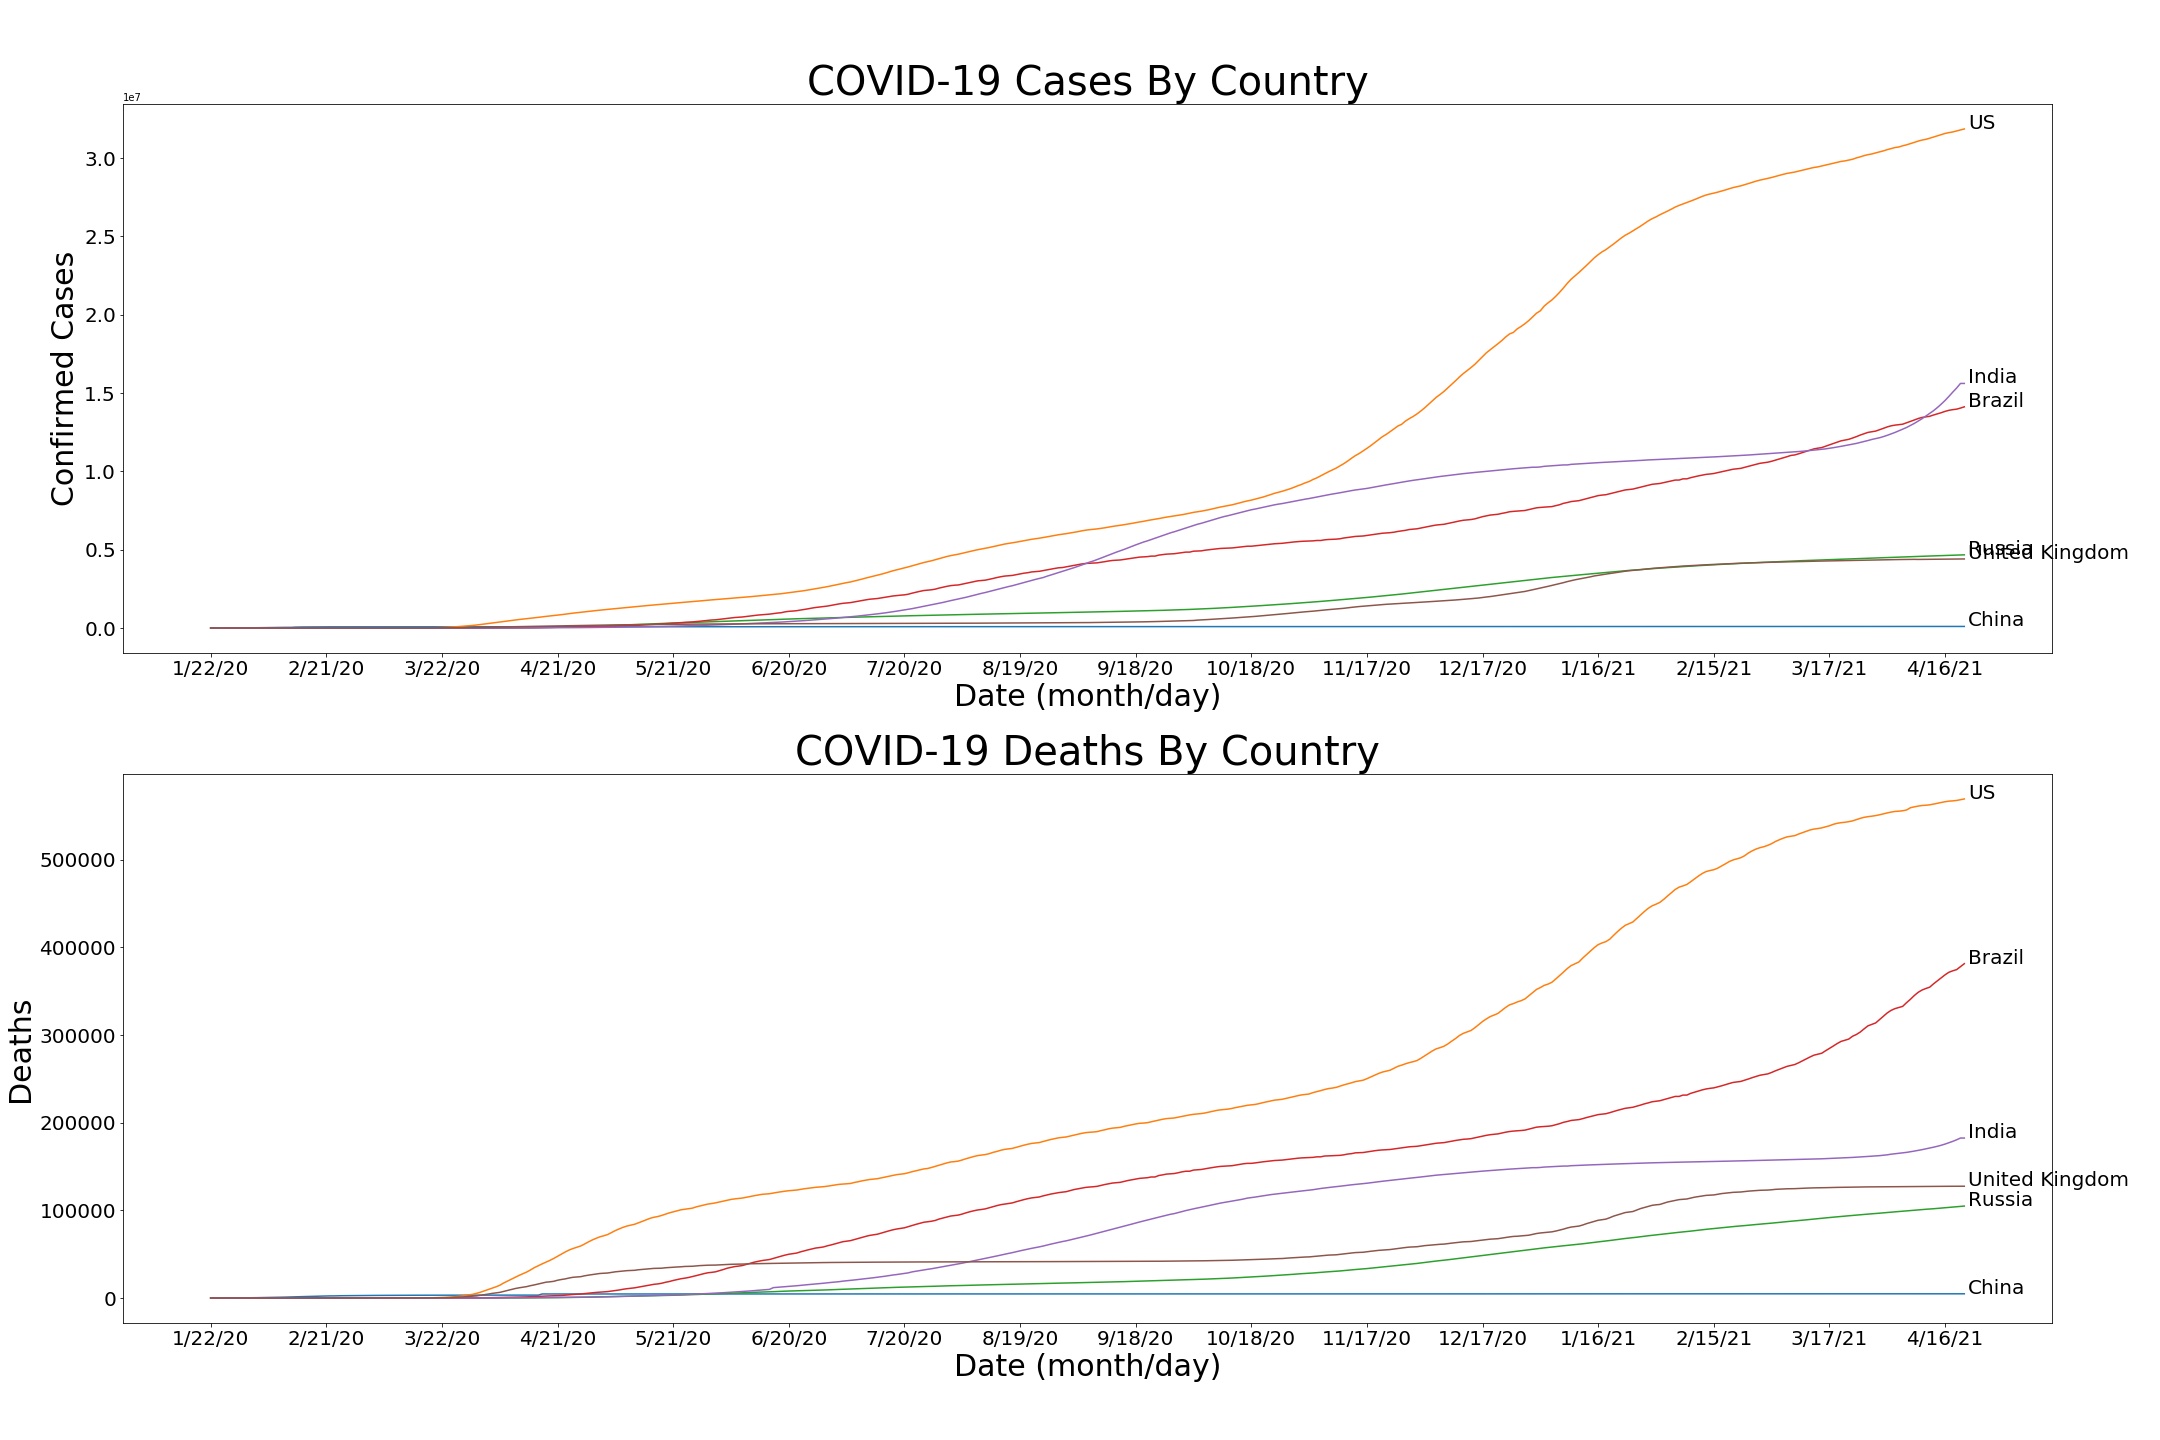 COVID-19 Cases By Country
1e7
3.0
2.5
2.0
1.5
1.0
0.5
0.0
Confirmed Cases
US
India
Brazil
Russia
United Kingdom
China
1/22/20 2/21/20 3/22/20 4/21/20 5/21/20 6/20/20 7/20/20 8/19/20 9/18/20 10/18/20 11/17/20 12/17/20 1/16/21 2/15/21 3/17/21 4/16/21
Date (month/day)
COVID-19 Deaths By Country
500000
400000
300000
200000
100000
0
Deaths
US
Brazil
India
United Kingdom
Russia
China
1/22/20 2/21/20 3/22/20 4/21/20 5/21/20 6/20/20 7/20/20 8/19/20 9/18/20 10/18/20 11/17/20 12/17/20 1/16/21 2/15/21 3/17/21 4/16/21
Date (month/day)